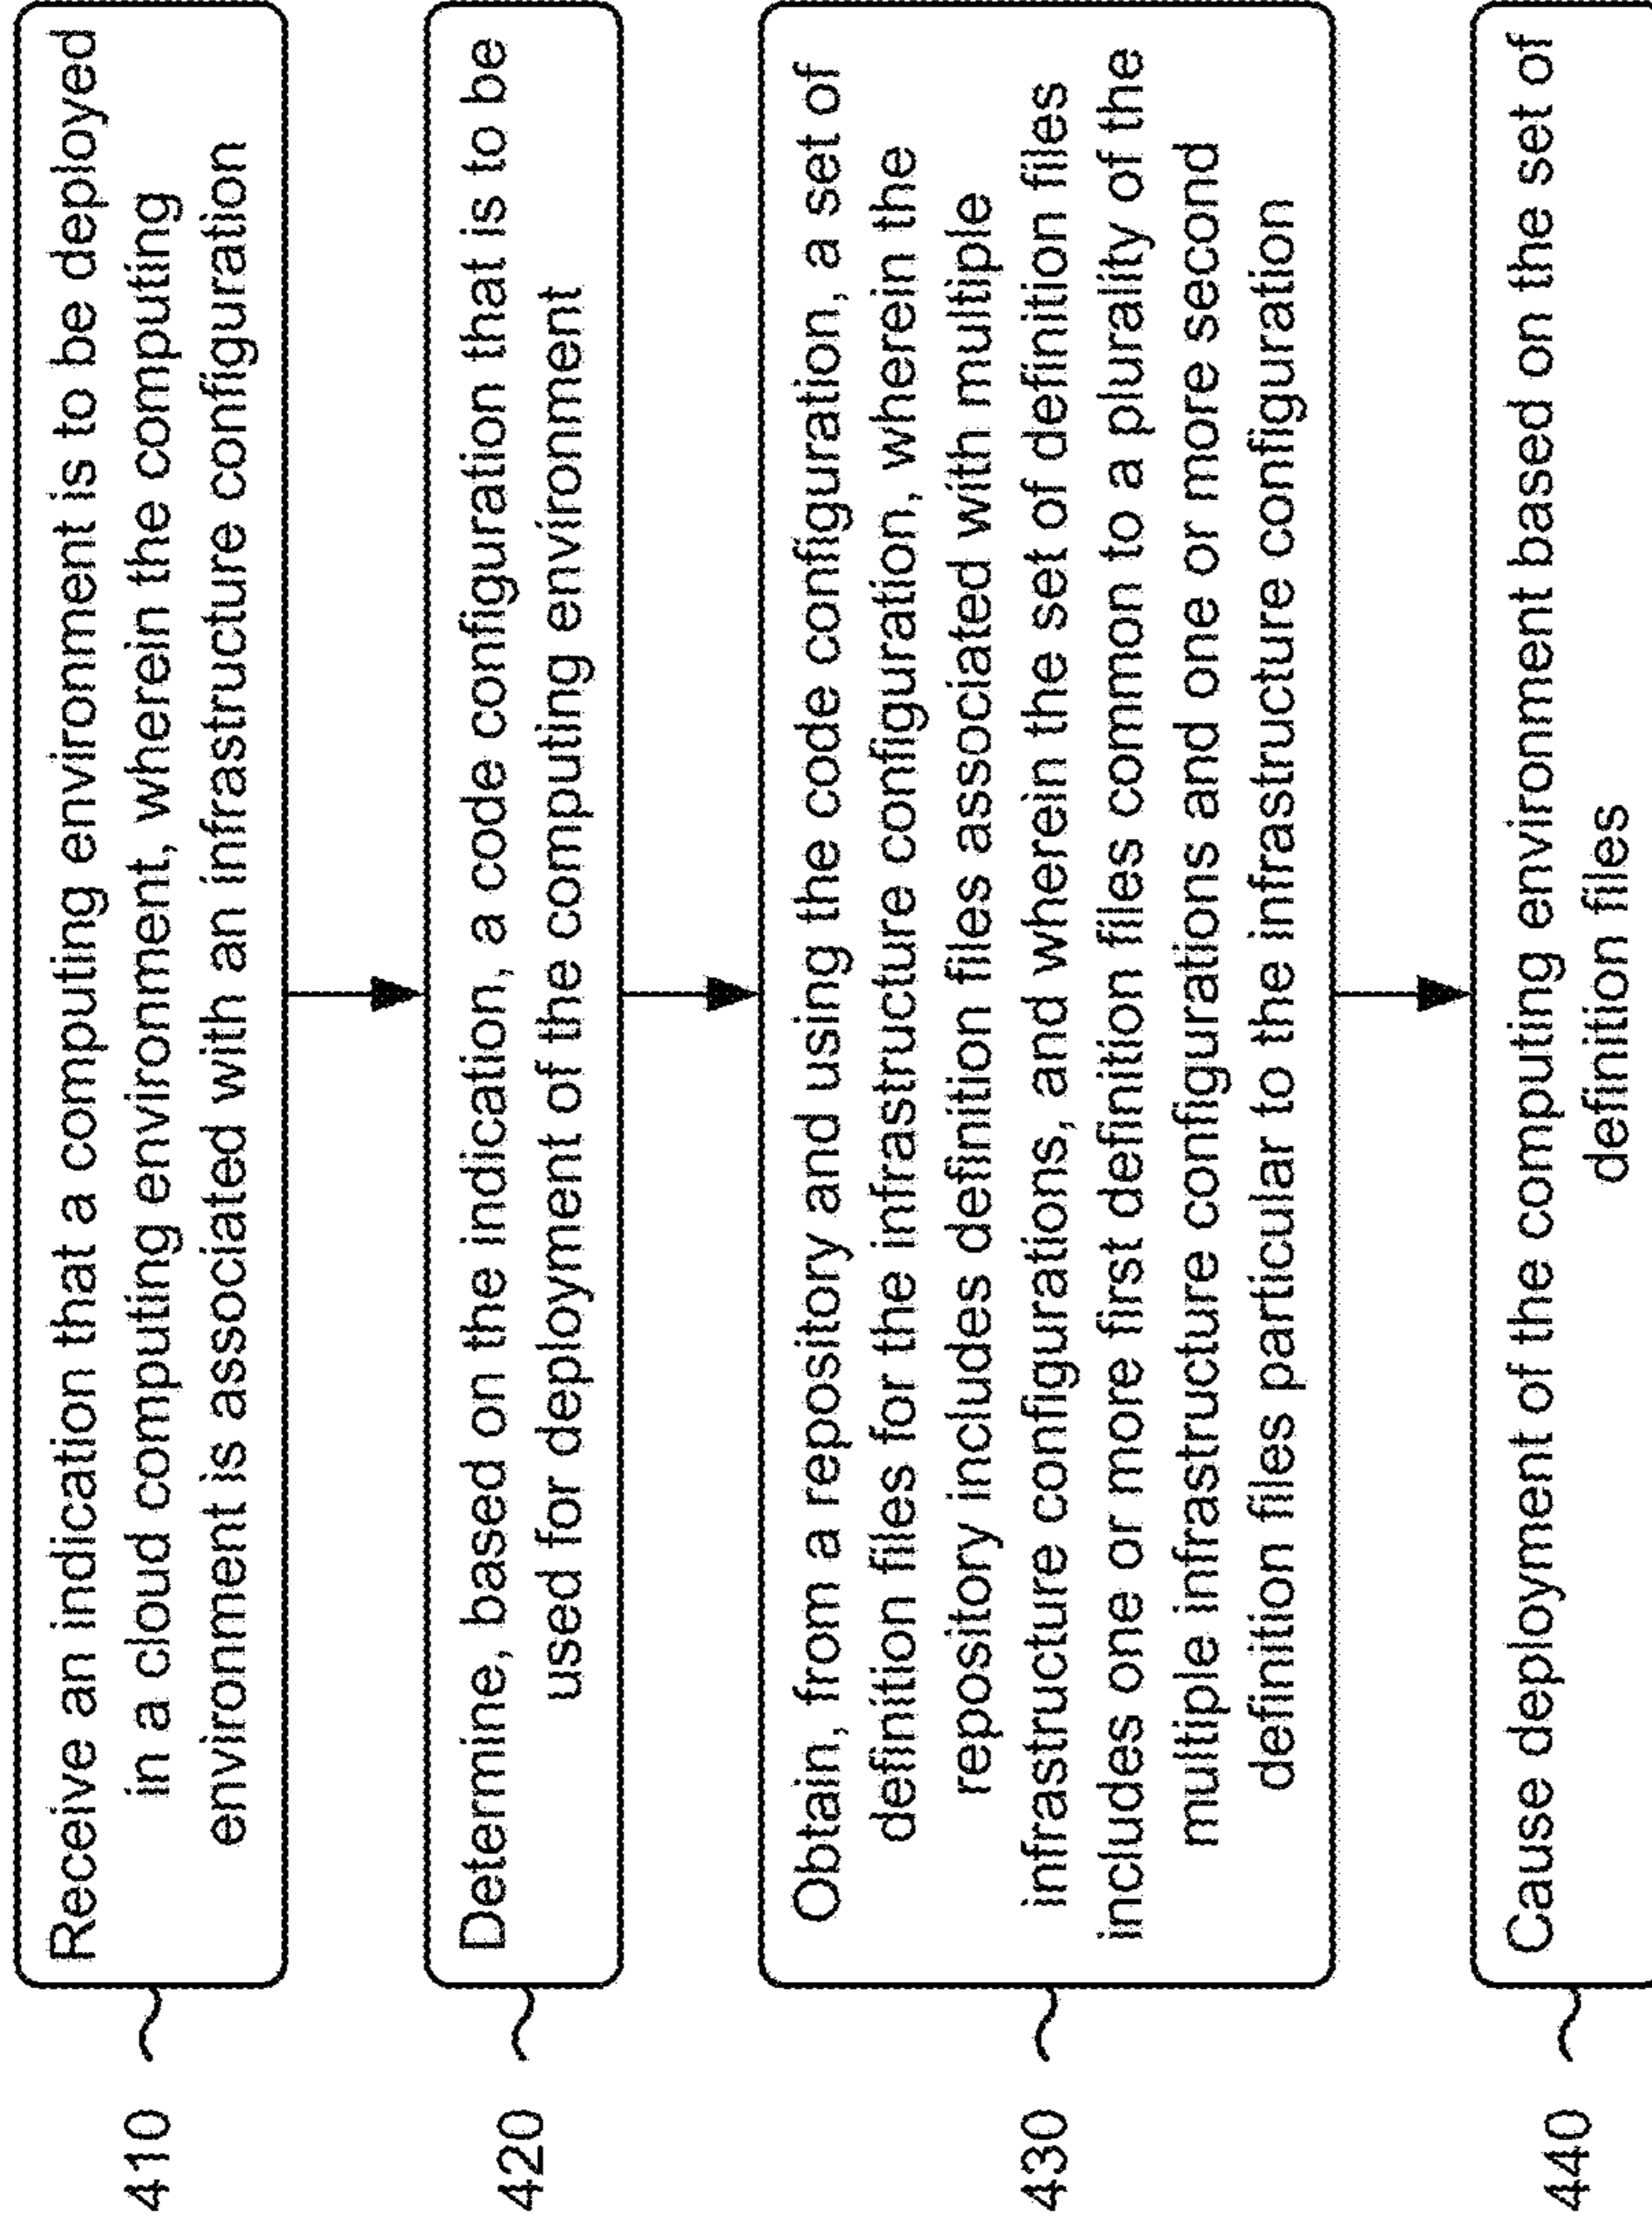 410
Receive an indication that a computing environment is to be deployed
in a cloud computing environment, wherein the computing
environment is associated with an infrastructure configuration
420
Determine, based on the indication, a code configuration that is to be
used for deployment of the computing environment
430
Obtain, from a repository and using the code configuration, a set of
definition files for the infrastructure configuration, wherein the
repository includes definition files associated with multiple
infrastructure configurations, and wherein the set of definition files
includes one or more first definition files common to a plurality of the
multiple infrastructure configurations and one or more second
definition files particular to the infrastructure configuration
440
Cause deployment of the computing environment based on the set of
definition files